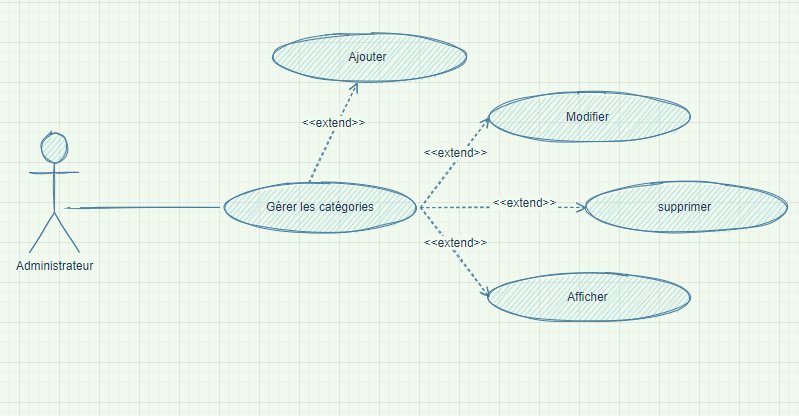 Ajouter
<<extend>>
Modifier
<<extend>>
Gérer les catégories
<<extend>>
supprimer
<<extend>>
Administrateur
Afficher